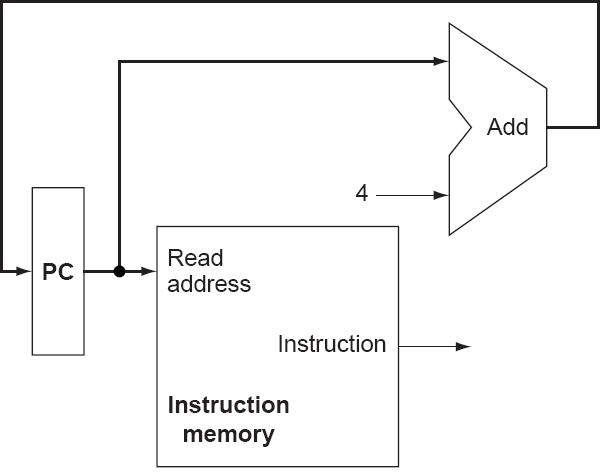 Add
4
PC
Read
address
Instruction
Instruction
memory